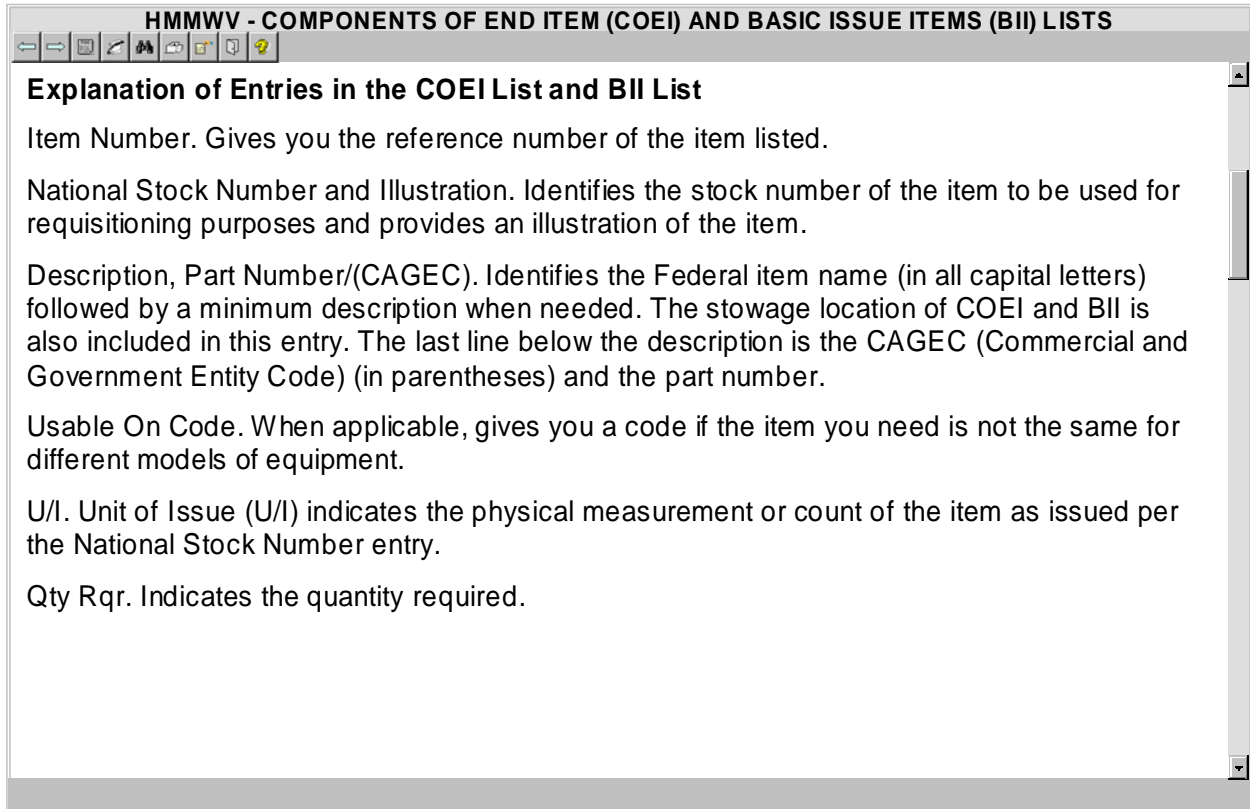 HMMWV - COMPONENTS OF END ITEM (COEI) AND BASIC ISSUE ITEMS (BII) LISTS
Explanation of Entries in the COEI List and BII List
Item Number. Gives you the reference number of the item listed.
National Stock Number and Illustration. Identifies the stock number of the item to be used for
requisitioning purposes and provides an illustration of the item.
Description, Part Number/(CAGEC). Identifies the Federal item name (in all capital letters)
followed by a minimum description when needed. The stowage location of COEI and BII is
also included in this entry. The last line below the description is the CAGEC (Commercial and
Government Entity Code) (in parentheses) and the part number.
Usable On Code. When applicable, gives you a code if the item you need is not the same for
different models of equipment.
U/I. Unit of Issue (U/I) indicates the physical measurement or count of the item as issued per
the National Stock Number entry.
Qty Rqr. Indicates the quantity required.